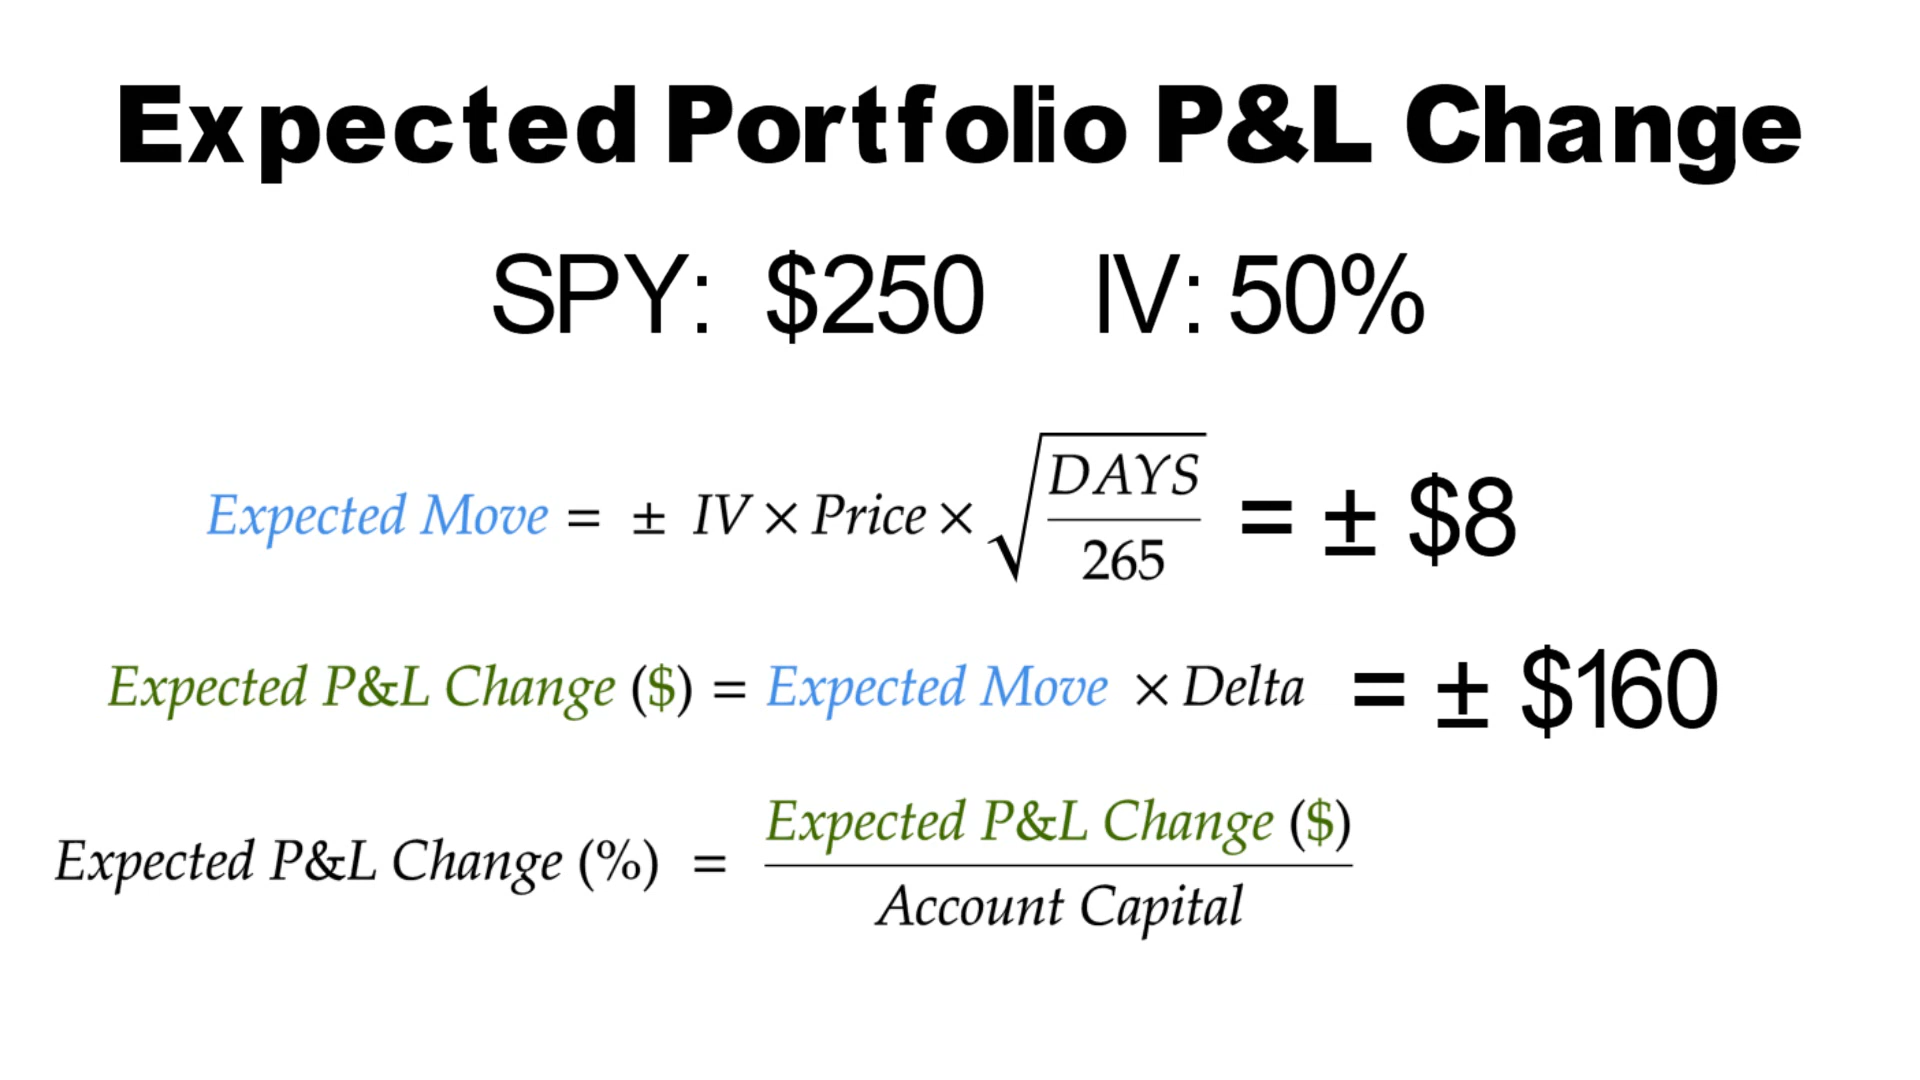 Expected Portfolio P&L Change
SPY: $250 IV: 50%
Expected Move = ± IV × Price × √(DAYS / 265) = ± $8
Expected P&L Change ($) = Expected Move × Delta = ± $160
Expected P&L Change (%) = Expected P&L Change ($) / Account Capital